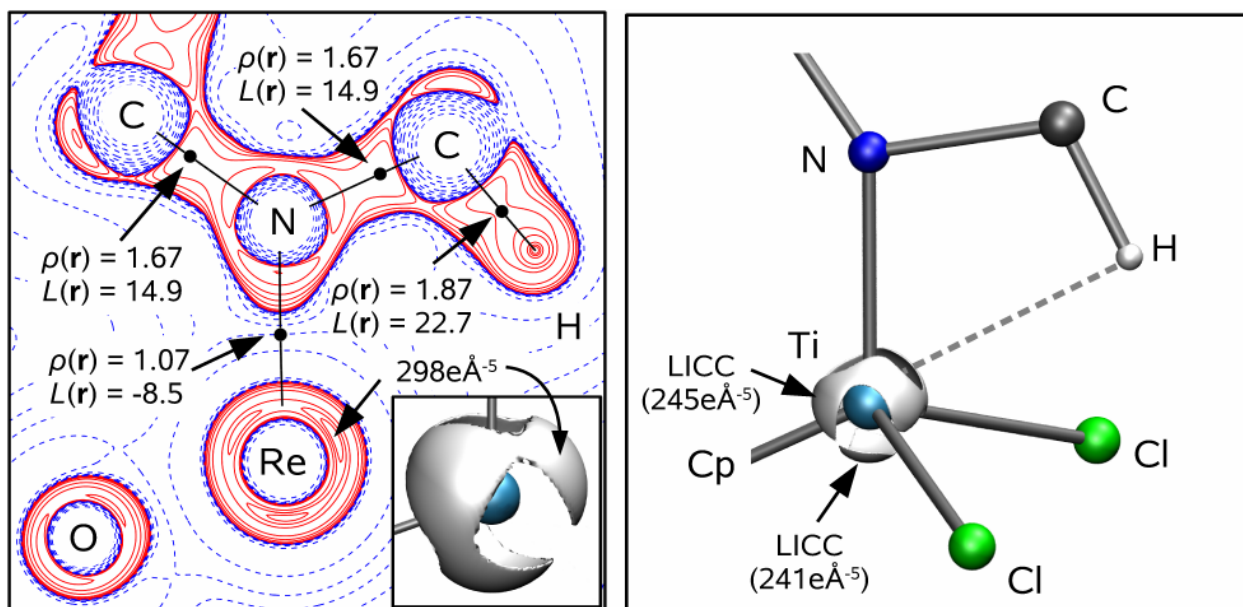 C
ρ(r) = 1.67
L(r) = 14.9
C
N
ρ(r) = 1.67
L(r) = 14.9
ρ(r) = 1.87
L(r) = 22.7
H
ρ(r) = 1.07
L(r) = -8.5
298eÅ⁻⁵
Re
O
N
C
H
Ti
LICC
(245eÅ⁻⁵)
Cp
Cl
LICC
(241eÅ⁻⁵)
Cl